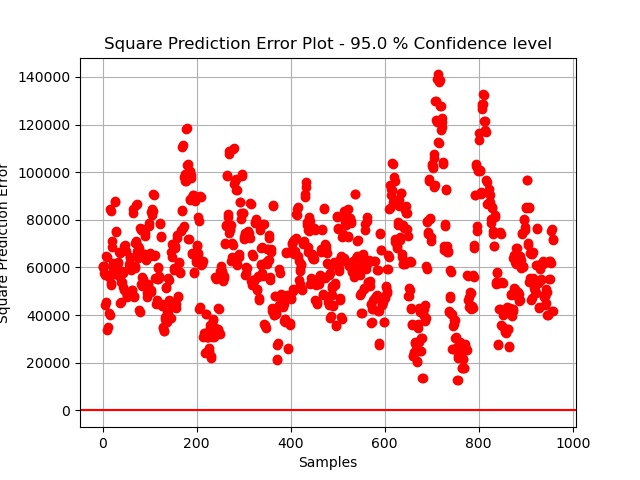 Square Prediction Error Plot - 95.0 % Confidence level
140000
120000
100000
80000
60000
40000
20000
0
Square Prediction Error
0 200 400 600 800 1000
Samples